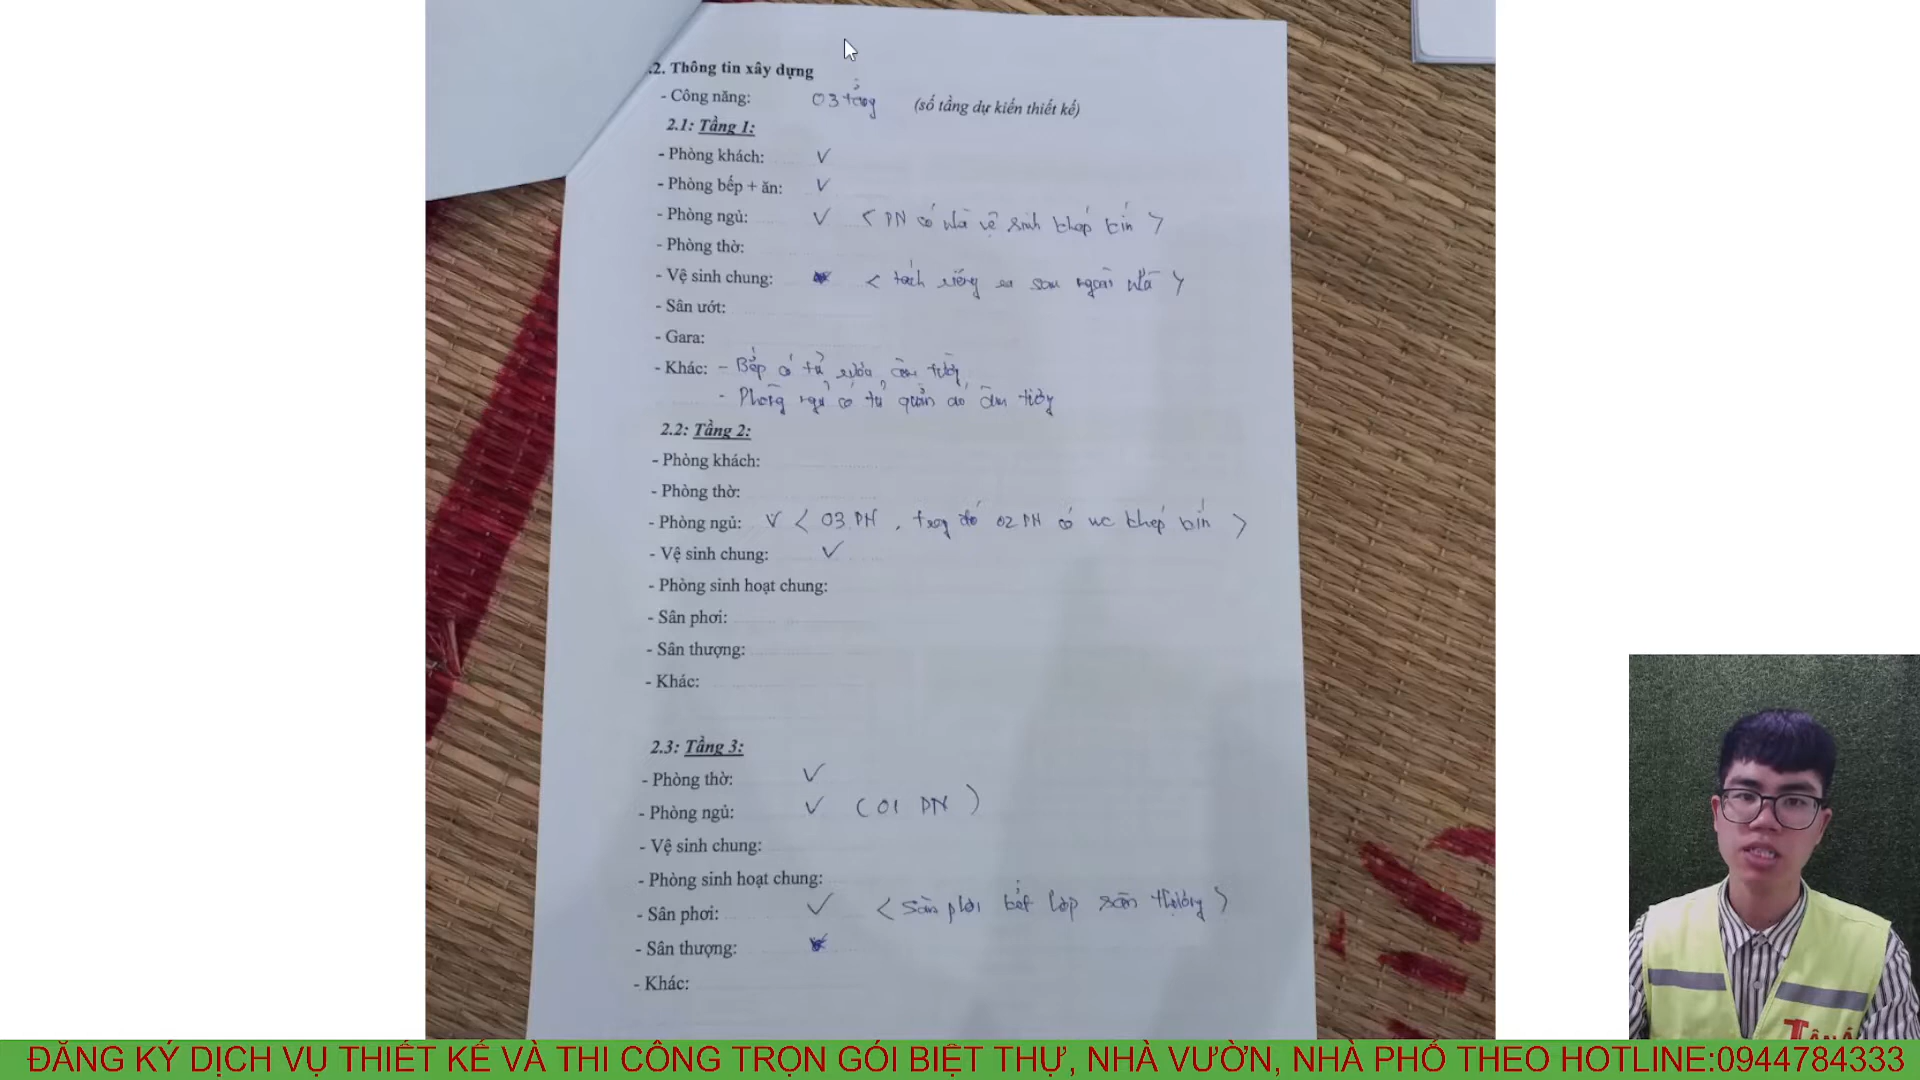 .2. Thông tin xây dựng
- Công năng: 03 tầng (số tầng dự kiến thiết kế)
2.1: Tầng 1:
- Phòng khách: ✓
- Phòng bếp + ăn: ✓
- Phòng ngủ: ✓ < PN có nhà vệ sinh khép kín >
- Phòng thờ:
- Vệ sinh chung: < tách riêng ra sau ngoài nhà >
- Sân ướt:
- Gara:
- Khác: - Bếp có tủ rượu âm tường
- Phòng ngủ có tủ quần áo âm tường
2.2: Tầng 2:
- Phòng khách:
- Phòng thờ:
- Phòng ngủ: ✓ < 03 PN, trong đó 02 PN có wc khép kín >
- Vệ sinh chung: ✓
- Phòng sinh hoạt chung:
- Sân phơi:
- Sân thượng:
- Khác:
2.3: Tầng 3:
- Phòng thờ: ✓
- Phòng ngủ: ✓ (01 PN)
- Vệ sinh chung:
- Phòng sinh hoạt chung:
- Sân phơi: ✓ < Sân phơi kết hợp sân thượng >
- Sân thượng:
- Khác:
ĐĂNG KÝ DỊCH VỤ THIẾT KẾ VÀ THI CÔNG TRỌN GÓI BIỆT THỰ, NHÀ VƯỜN, NHÀ PHỐ THEO HOTLINE:0944784333